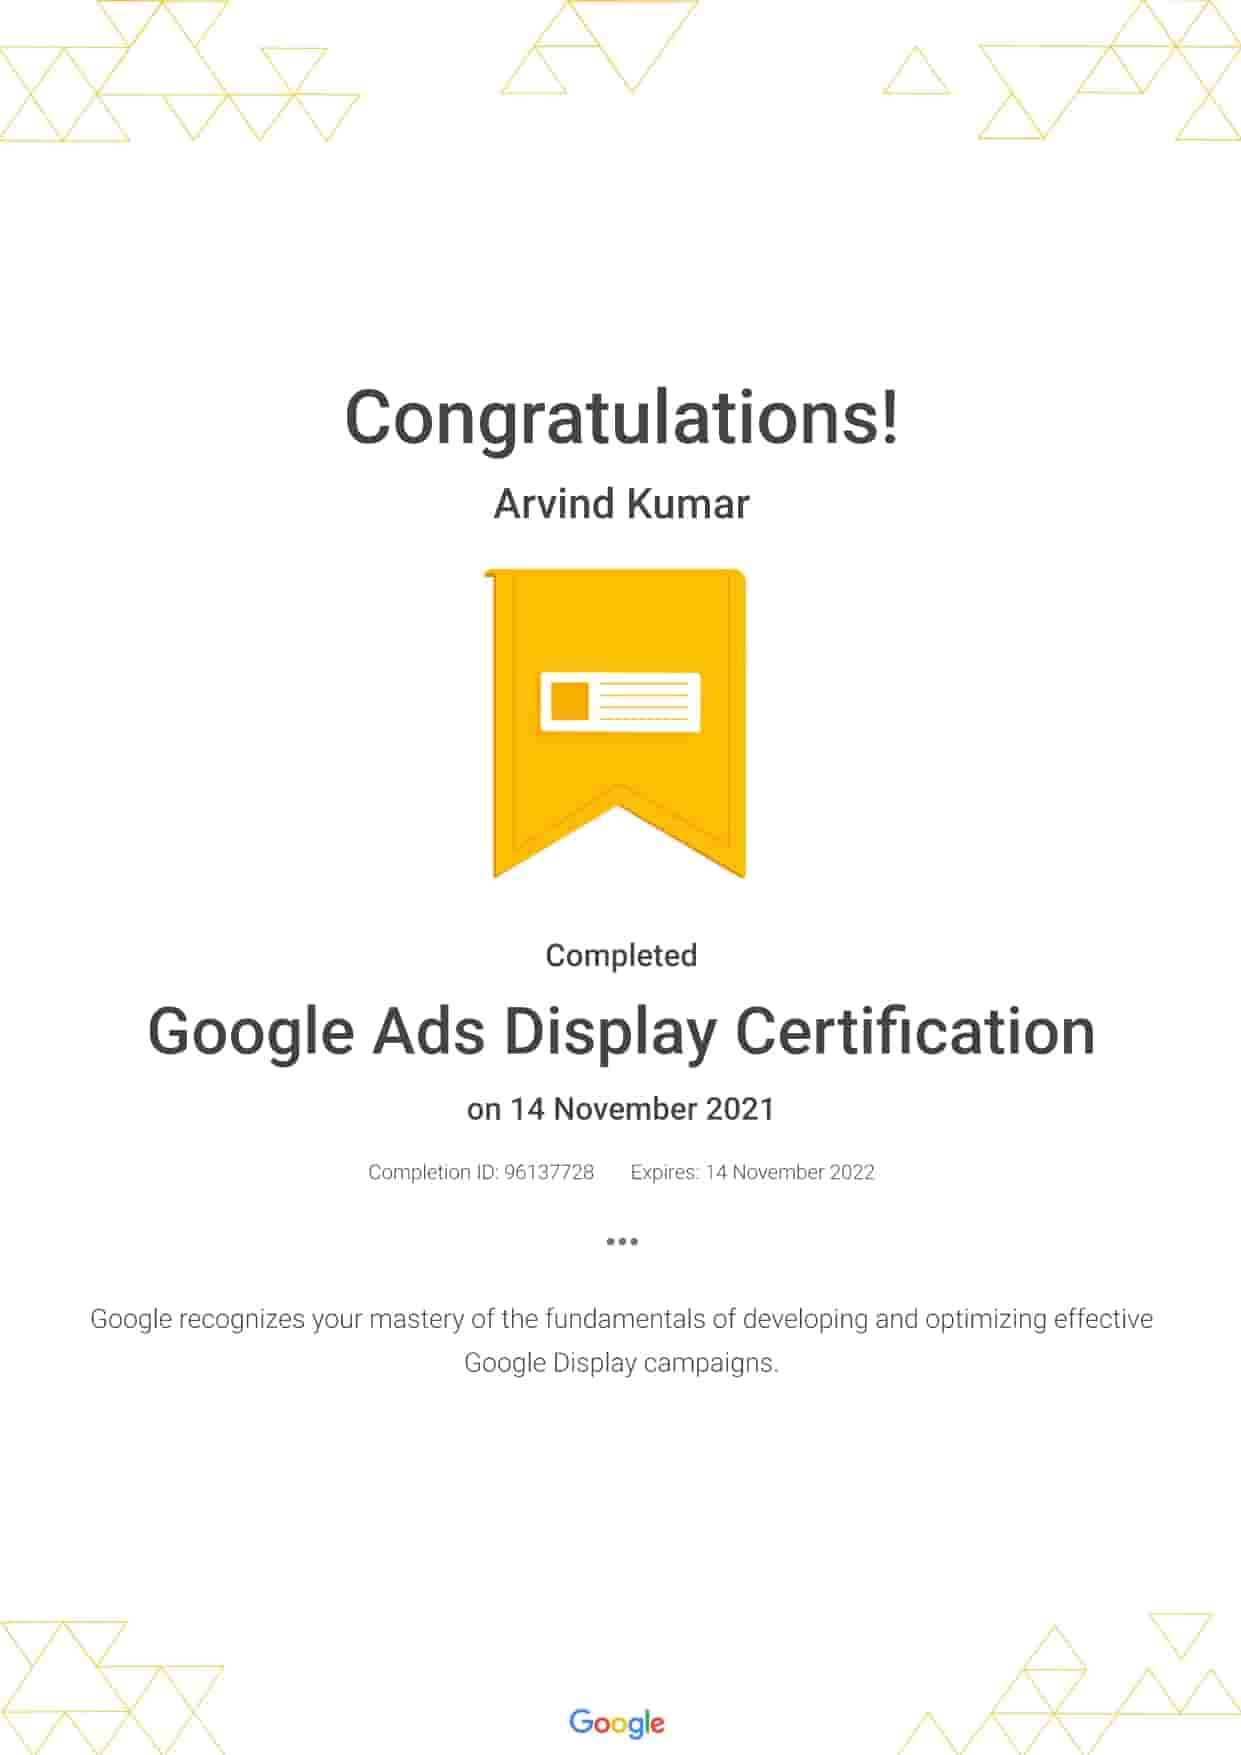 Congratulations!
Arvind Kumar
Completed
Google Ads Display Certification
on 14 November 2021
Completion ID: 96137728 Expires: 14 November 2022
•••
Google recognizes your mastery of the fundamentals of developing and optimizing effective
Google Display campaigns.
Google